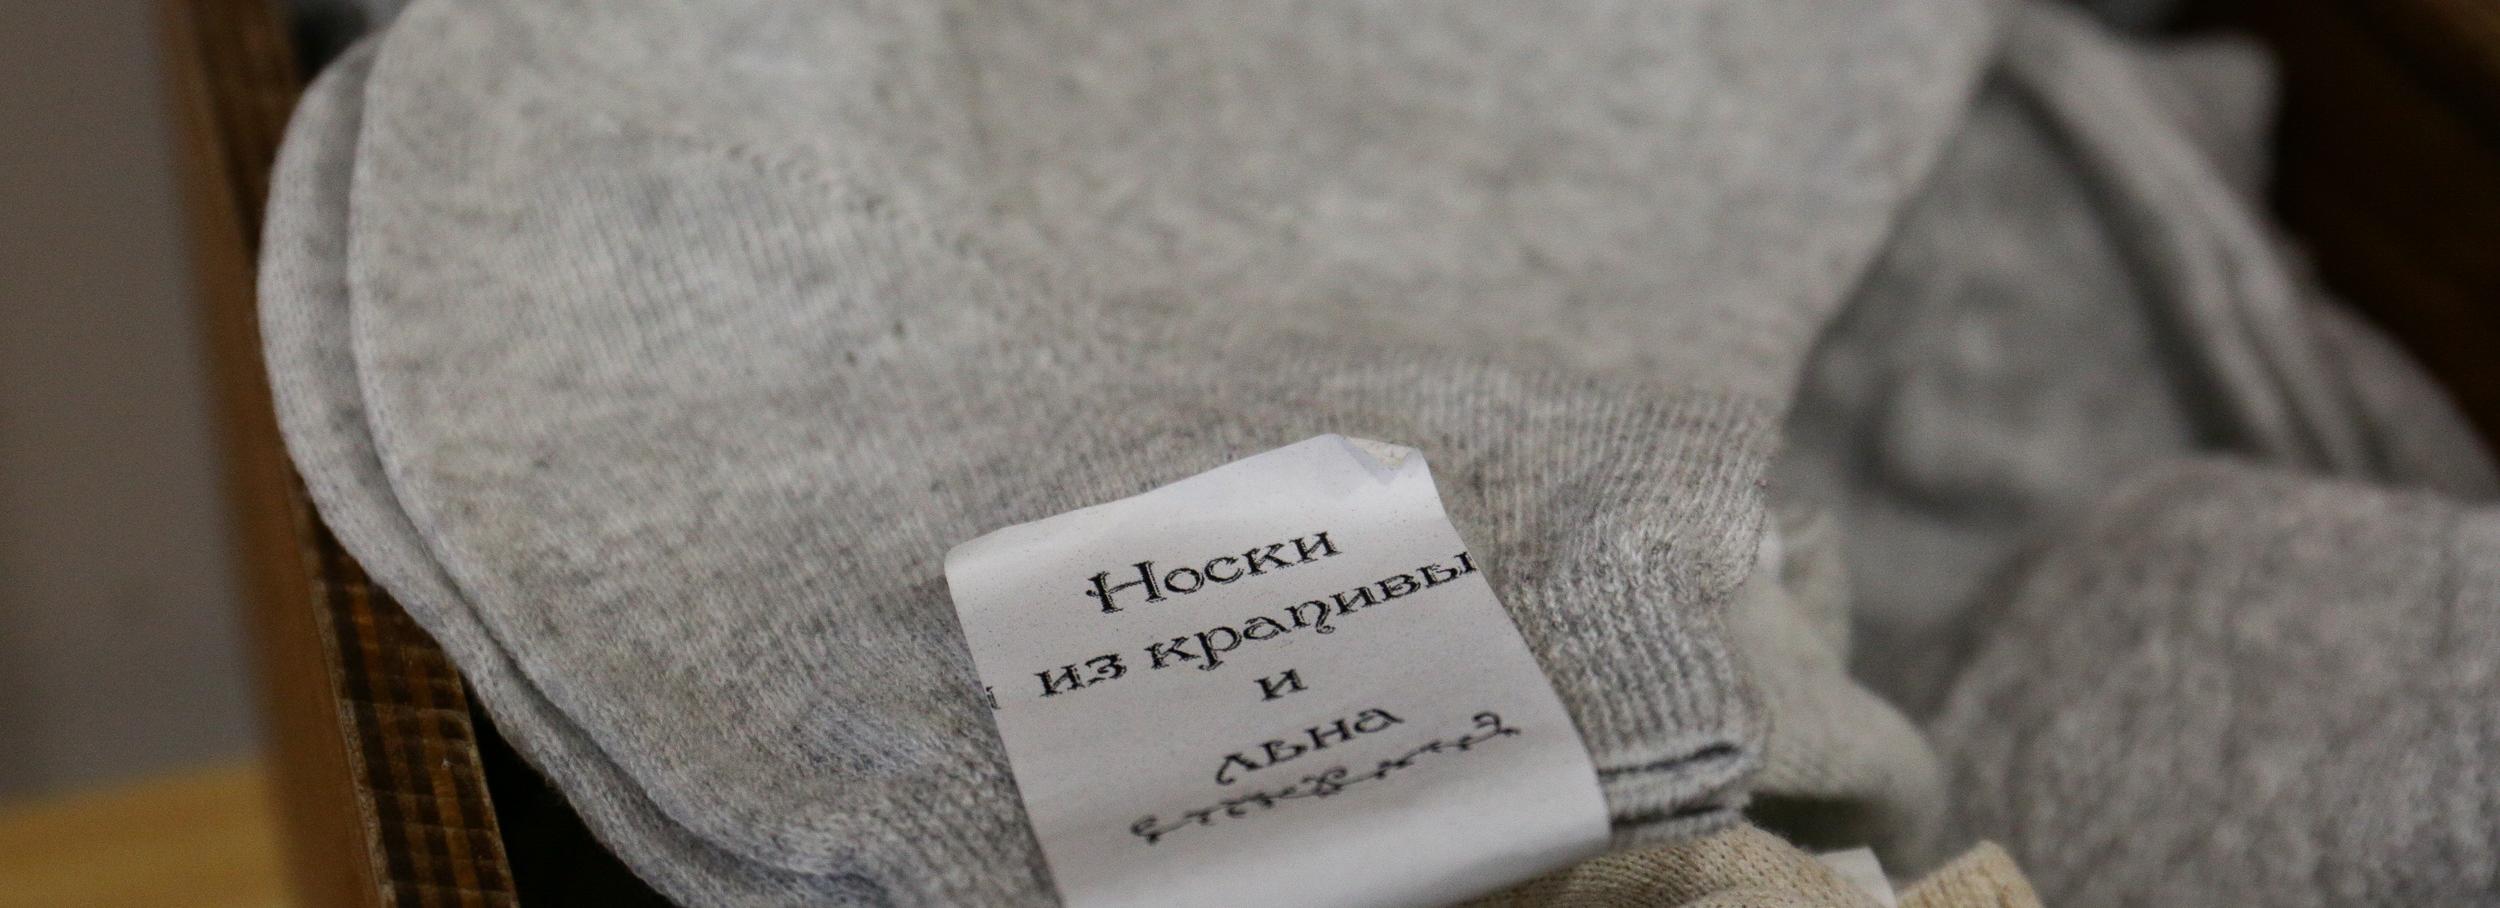 Носки
из крапивы
и
льна